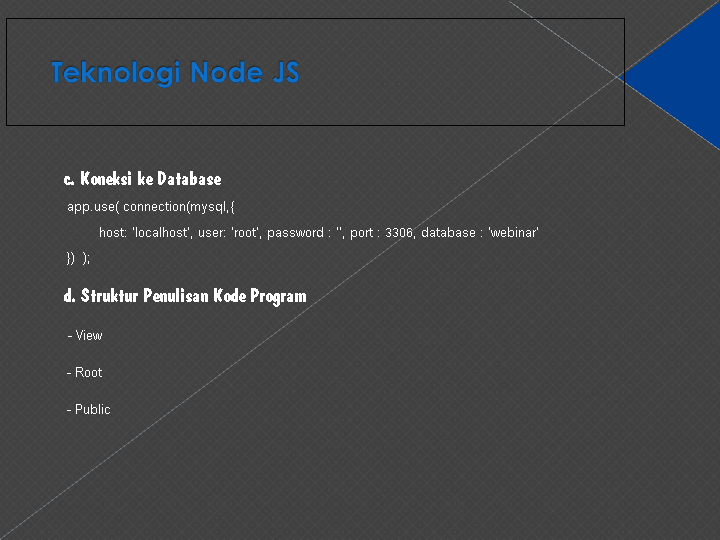 Teknologi Node JS
c. Koneksi ke Database
app.use( connection(mysql,{
host: 'localhost', user: 'root', password : '', port : 3306, database : 'webinar'
}) );
d. Struktur Penulisan Kode Program
- View
- Root
- Public